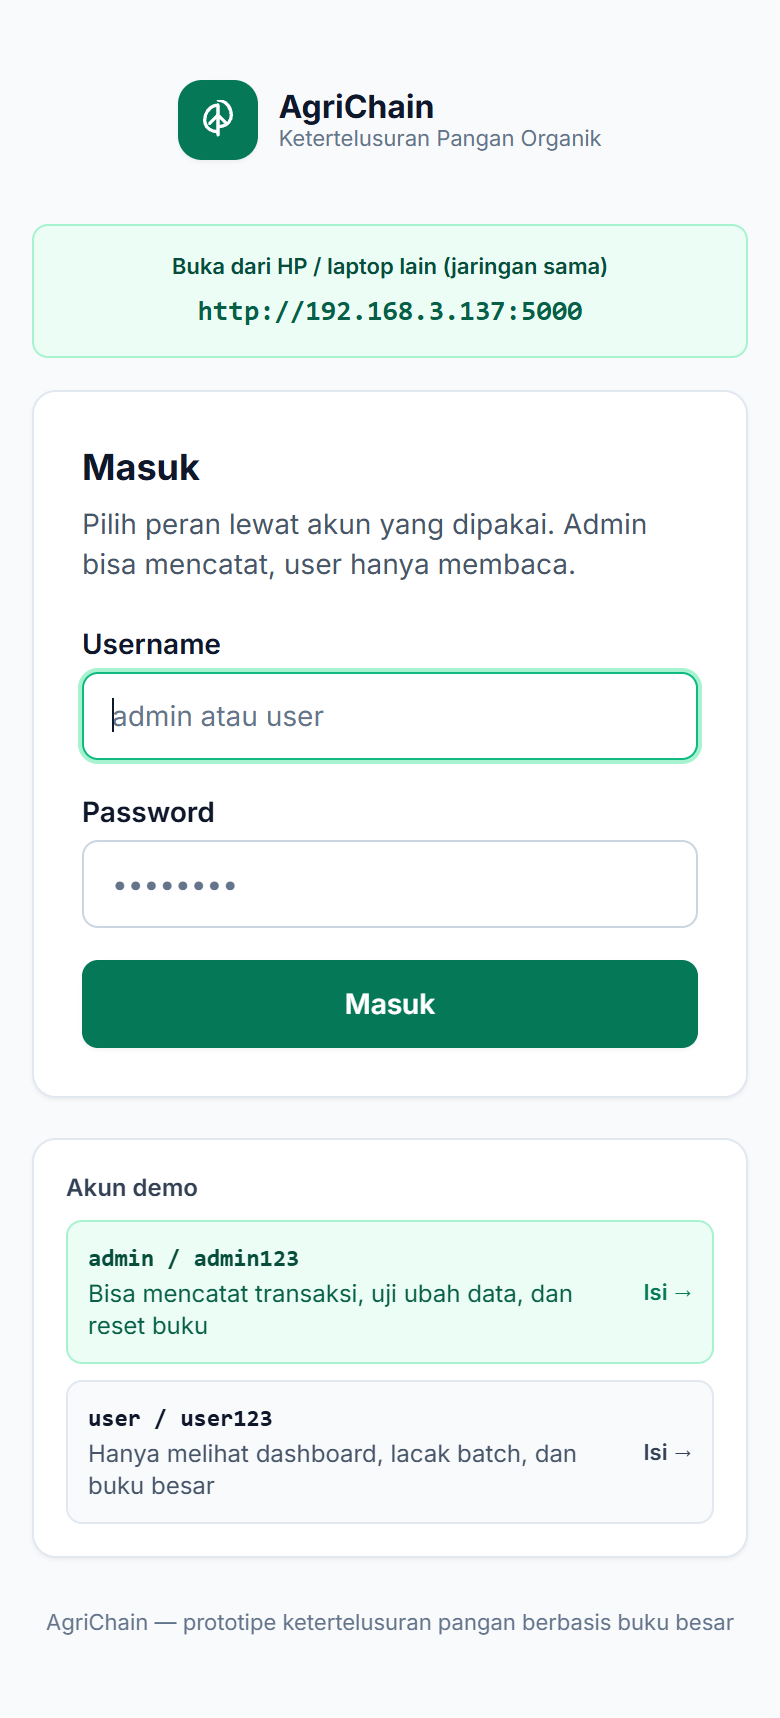 AgriChain
Ketertelusuran Pangan Organik
Buka dari HP / laptop lain (jaringan sama)
http://192.168.3.137:5000
Masuk
Pilih peran lewat akun yang dipakai. Admin
bisa mencatat, user hanya membaca.
Username
admin atau user
Password
••••••••
Masuk
Akun demo
admin / admin123
Bisa mencatat transaksi, uji ubah data, dan
reset buku
Isi →
user / user123
Hanya melihat dashboard, lacak batch, dan
buku besar
Isi →
AgriChain — prototipe ketertelusuran pangan berbasis buku besar